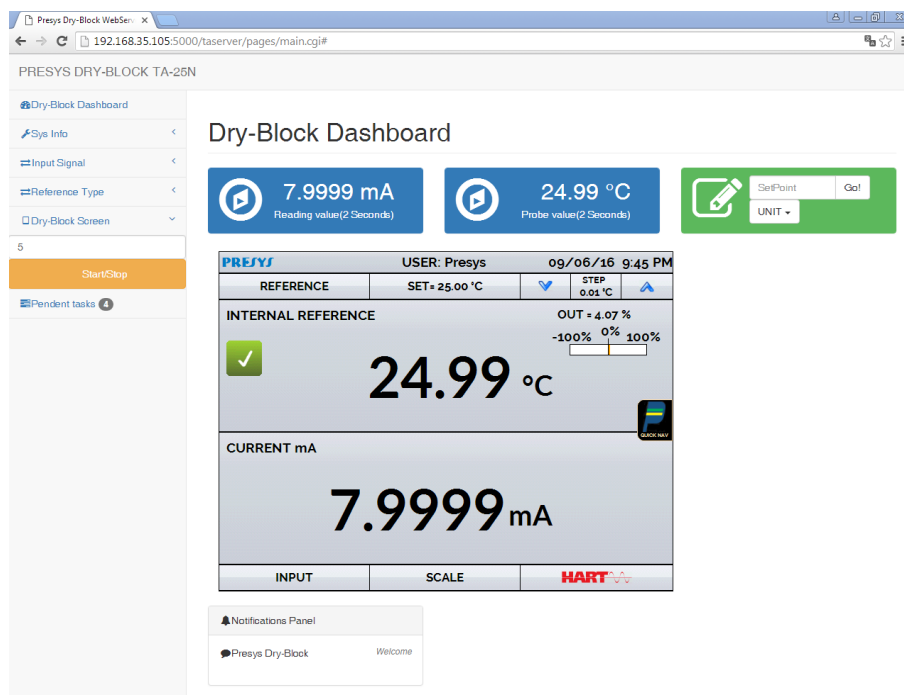 Presys Dry-Block WebServ
192.168.35.105:5000/taserver/pages/main.cgi#
PRESYS DRY-BLOCK TA-25N
Dry-Block Dashboard
Sys Info
Input Signal
Reference Type
Dry-Block Screen
5
Start/Stop
Pendent tasks 4
Dry-Block Dashboard
7.9999 mA
Reading value(2 Seconds)
24.99 °C
Probe value(2 Seconds)
SetPoint Go!
UNIT
PRESYS USER: Presys 09/06/16 9:45 PM
REFERENCE SET= 25.00 °C STEP
0.01 °C
INTERNAL REFERENCE OUT = 4.07 %
-100% 0% 100%
24.99 °C
QUICK NAV
CURRENT mA
7.9999 mA
INPUT SCALE HART
Notifications Panel
Presys Dry-Block Welcome